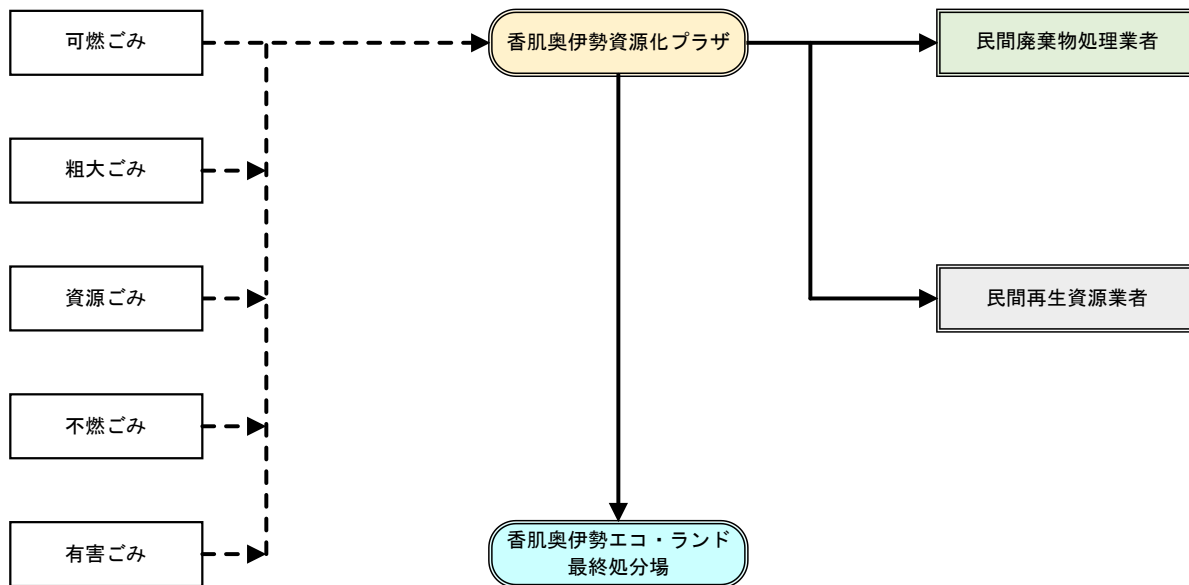 可燃ごみ
香肌奥伊勢資源化プラザ
民間廃棄物処理業者
粗大ごみ
資源ごみ
民間再生資源業者
不燃ごみ
有害ごみ
香肌奥伊勢エコ・ランド
最終処分場